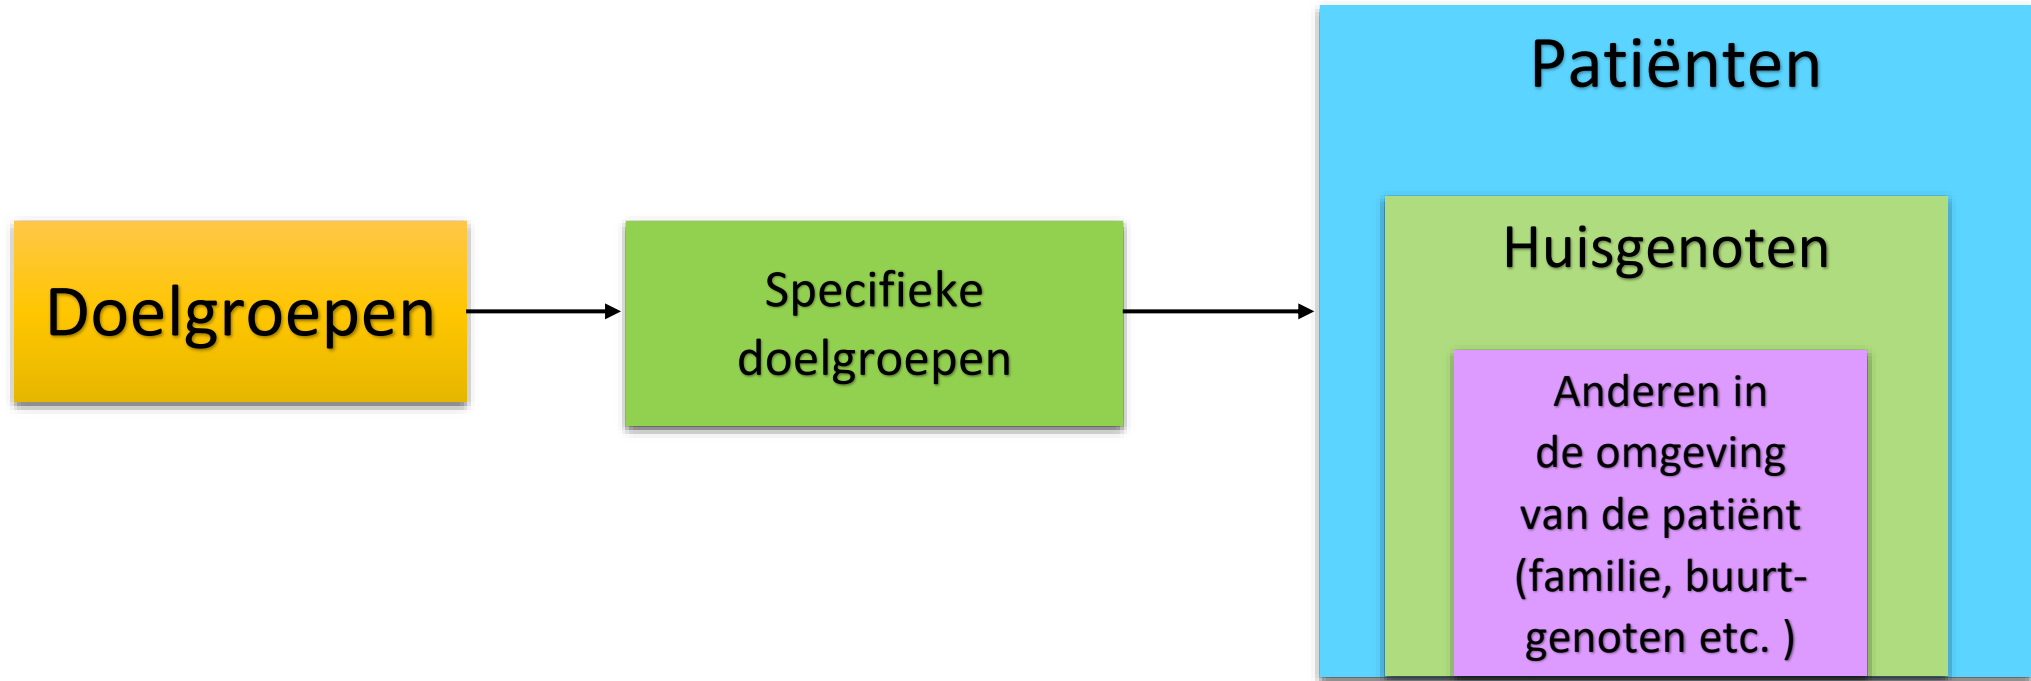 Doelgroepen
Specifieke
doelgroepen
Patiënten
Huisgenoten
Anderen in
de omgeving
van de patiënt
(familie, buurt-
genoten etc. )